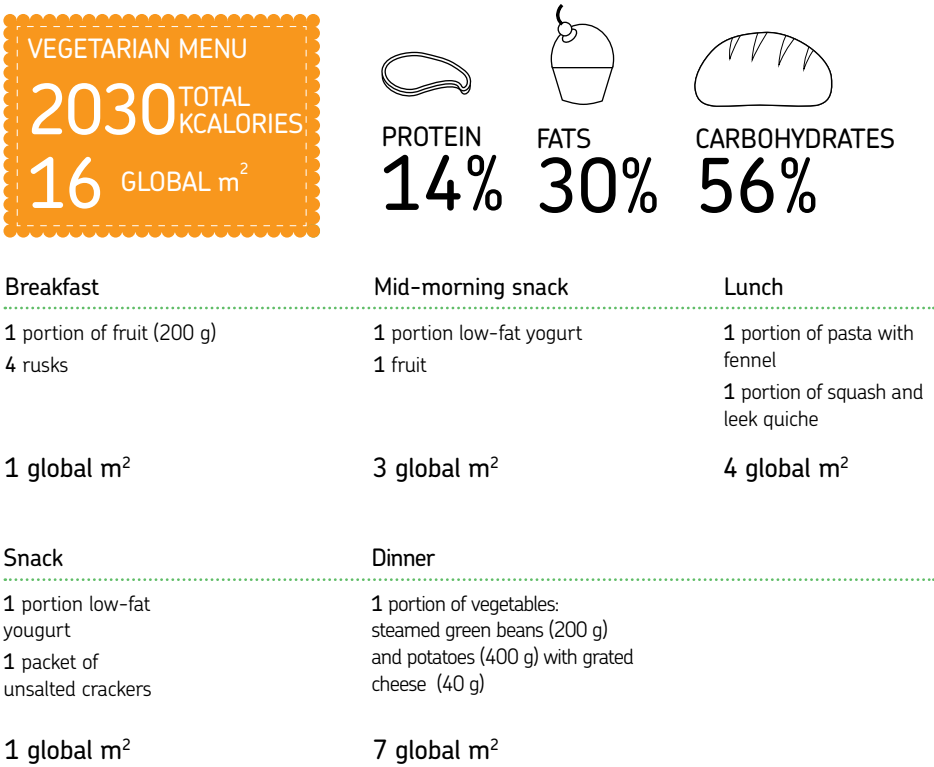 VEGETARIAN MENU
2030 TOTAL KCALORIES
16 GLOBAL m²
PROTEIN
14%
FATS
30%
CARBOHYDRATES
56%
Breakfast
1 portion of fruit (200 g)
4 rusks
1 global m²
Mid-morning snack
1 portion low-fat yogurt
1 fruit
3 global m²
Lunch
1 portion of pasta with
fennel
1 portion of squash and
leek quiche
4 global m²
Snack
1 portion low-fat
yougurt
1 packet of
unsalted crackers
1 global m²
Dinner
1 portion of vegetables:
steamed green beans (200 g)
and potatoes (400 g) with grated
cheese (40 g)
7 global m²